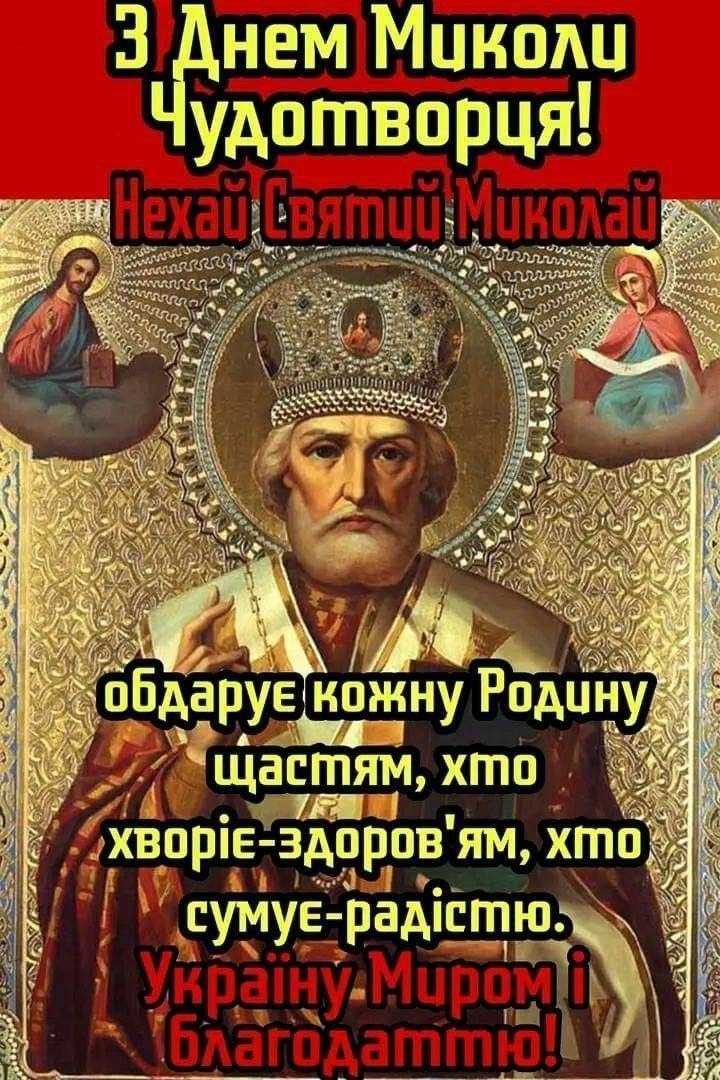 З Днем Миколи
Чудотворця!
Нехай Святий Миколай
обдарує кожну Родину
щастям, хто
хворіє-здоров'ям, хто
сумує-радістю.
Україну Миром і
благодаттю!